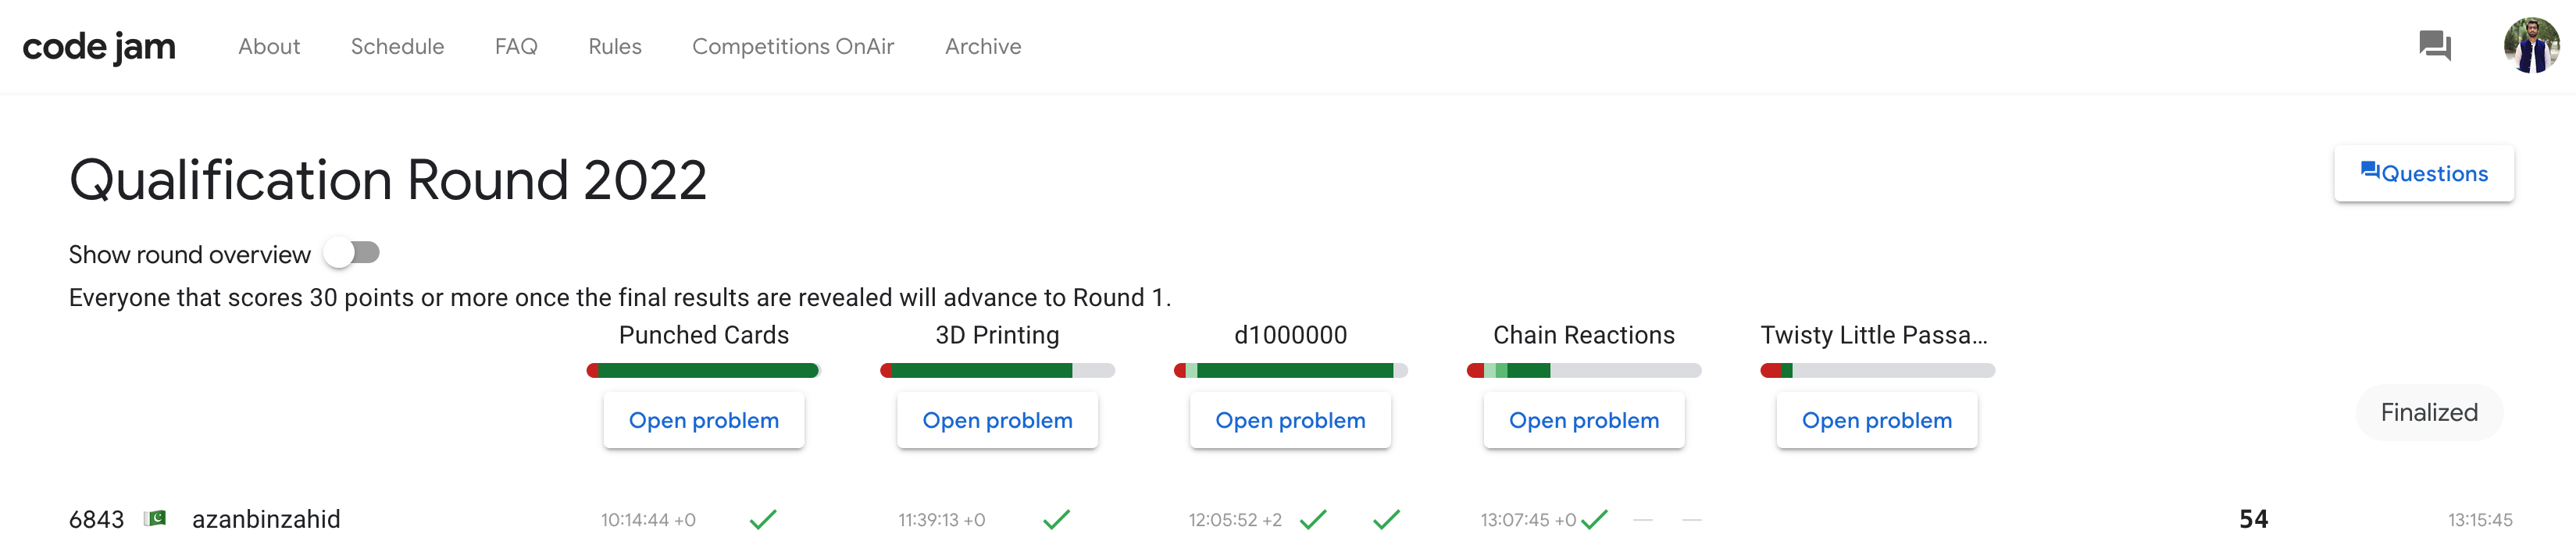 code jam About Schedule FAQ Rules Competitions OnAir Archive
Qualification Round 2022
Questions
Show round overview
Everyone that scores 30 points or more once the final results are revealed will advance to Round 1.
Punched Cards 3D Printing d1000000 Chain Reactions Twisty Little Passa...
Open problem Open problem Open problem Open problem Open problem
Finalized
6843 azanbinzahid 10:14:44 +0 11:39:13 +0 12:05:52 +2 13:07:45 +0 54 13:15:45